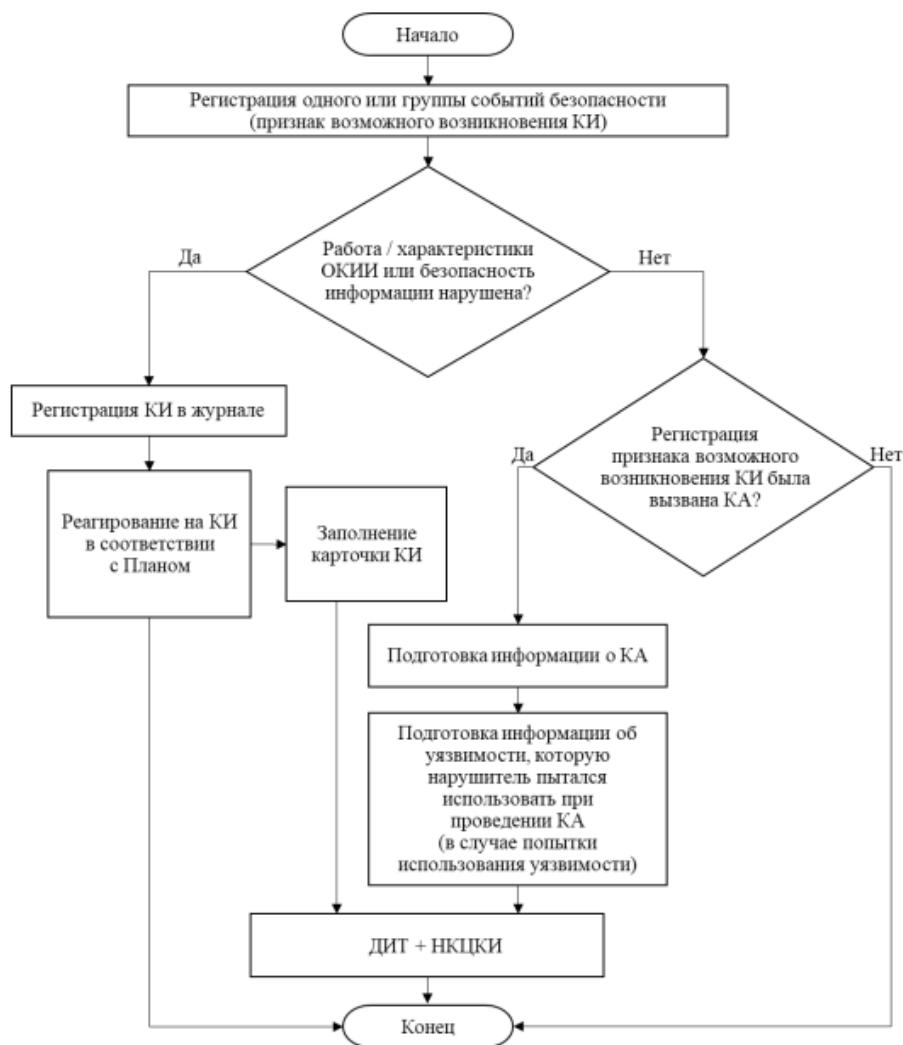 Начало
Регистрация одного или группы событий безопасности
(признак возможного возникновения КИ)
Работа / характеристики
ОКИИ или безопасность
информации нарушена?
Да
Нет
Регистрация КИ в журнале
Регистрация
признака возможного
возникновения КИ была
вызвана КА?
Да
Нет
Реагирование на КИ
в соответствии
с Планом
Заполнение
карточки КИ
Подготовка информации о КА
Подготовка информации об
уязвимости, которую
нарушитель пытался
использовать при
проведении КА
(в случае попытки
использования уязвимости)
ДИТ + НКЦКИ
Конец